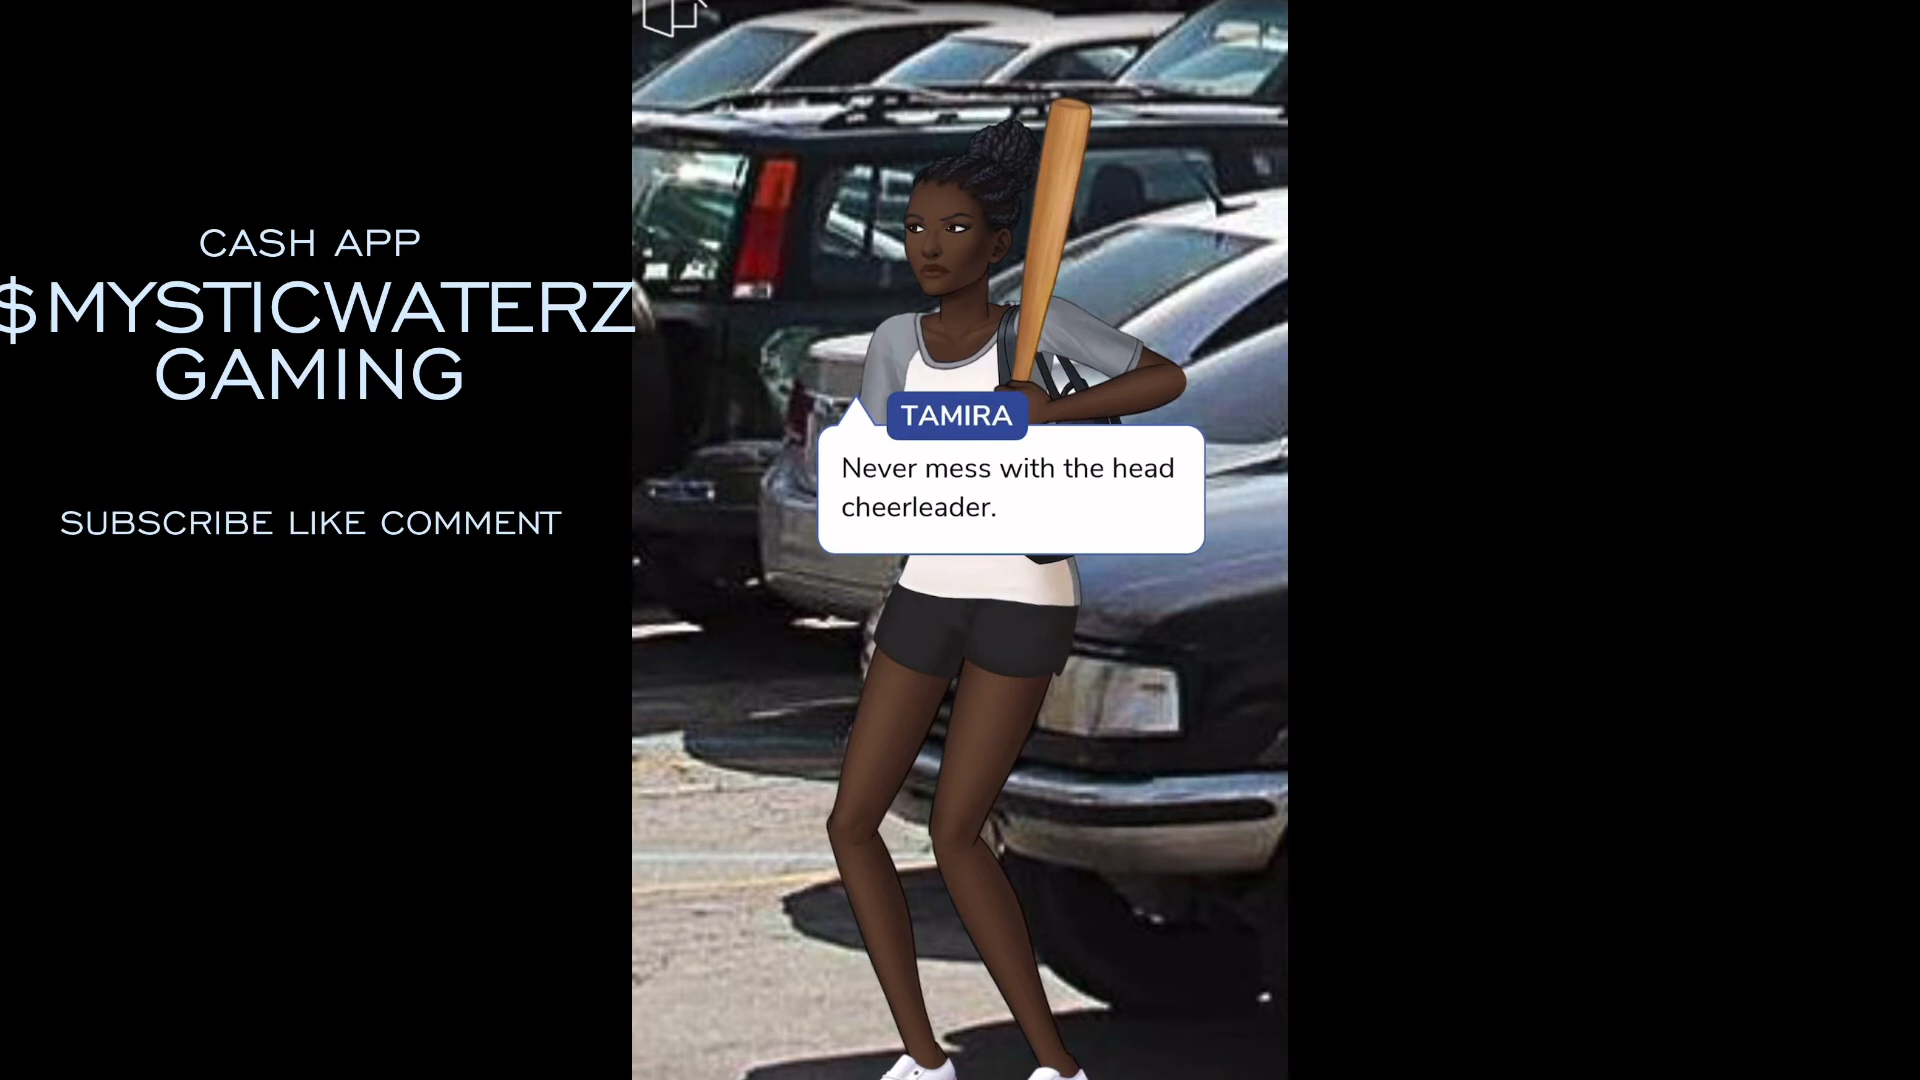 CASH APP
$MYSTICWATERZ
GAMING
SUBSCRIBE LIKE COMMENT
TAMIRA
Never mess with the head
cheerleader.